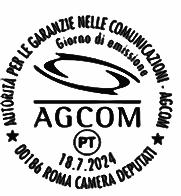 AUTORITÀ PER LE GARANZIE NELLE COMUNICAZIONI - AGCOM
Giorno di emissione
AGCOM
PT
18.7.2024
00186 ROMA CAMERA DEPUTATI